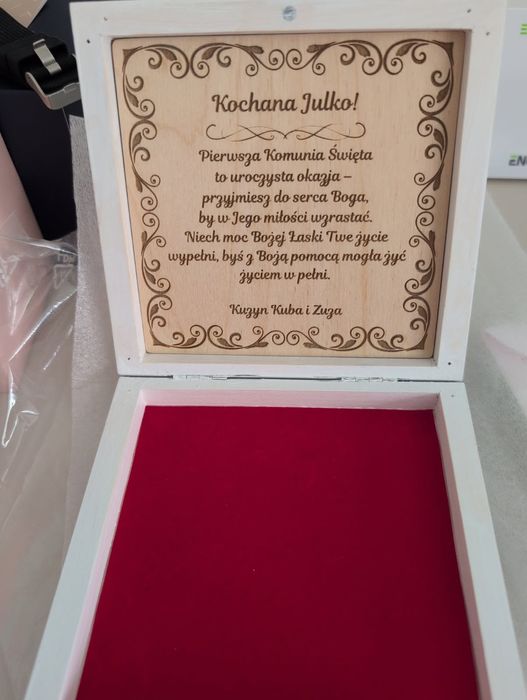 Kochana Julko!
Pierwsza Komunia Święta
to uroczysta okazja –
przyjmiesz do serca Boga,
by w Jego miłości wzrastać.
Niech moc Bożej Łaski Twe życie
wypełni, byś z Bożą pomocą mogła żyć
życiem w pełni.
Kuzyn Kuba i Zuza